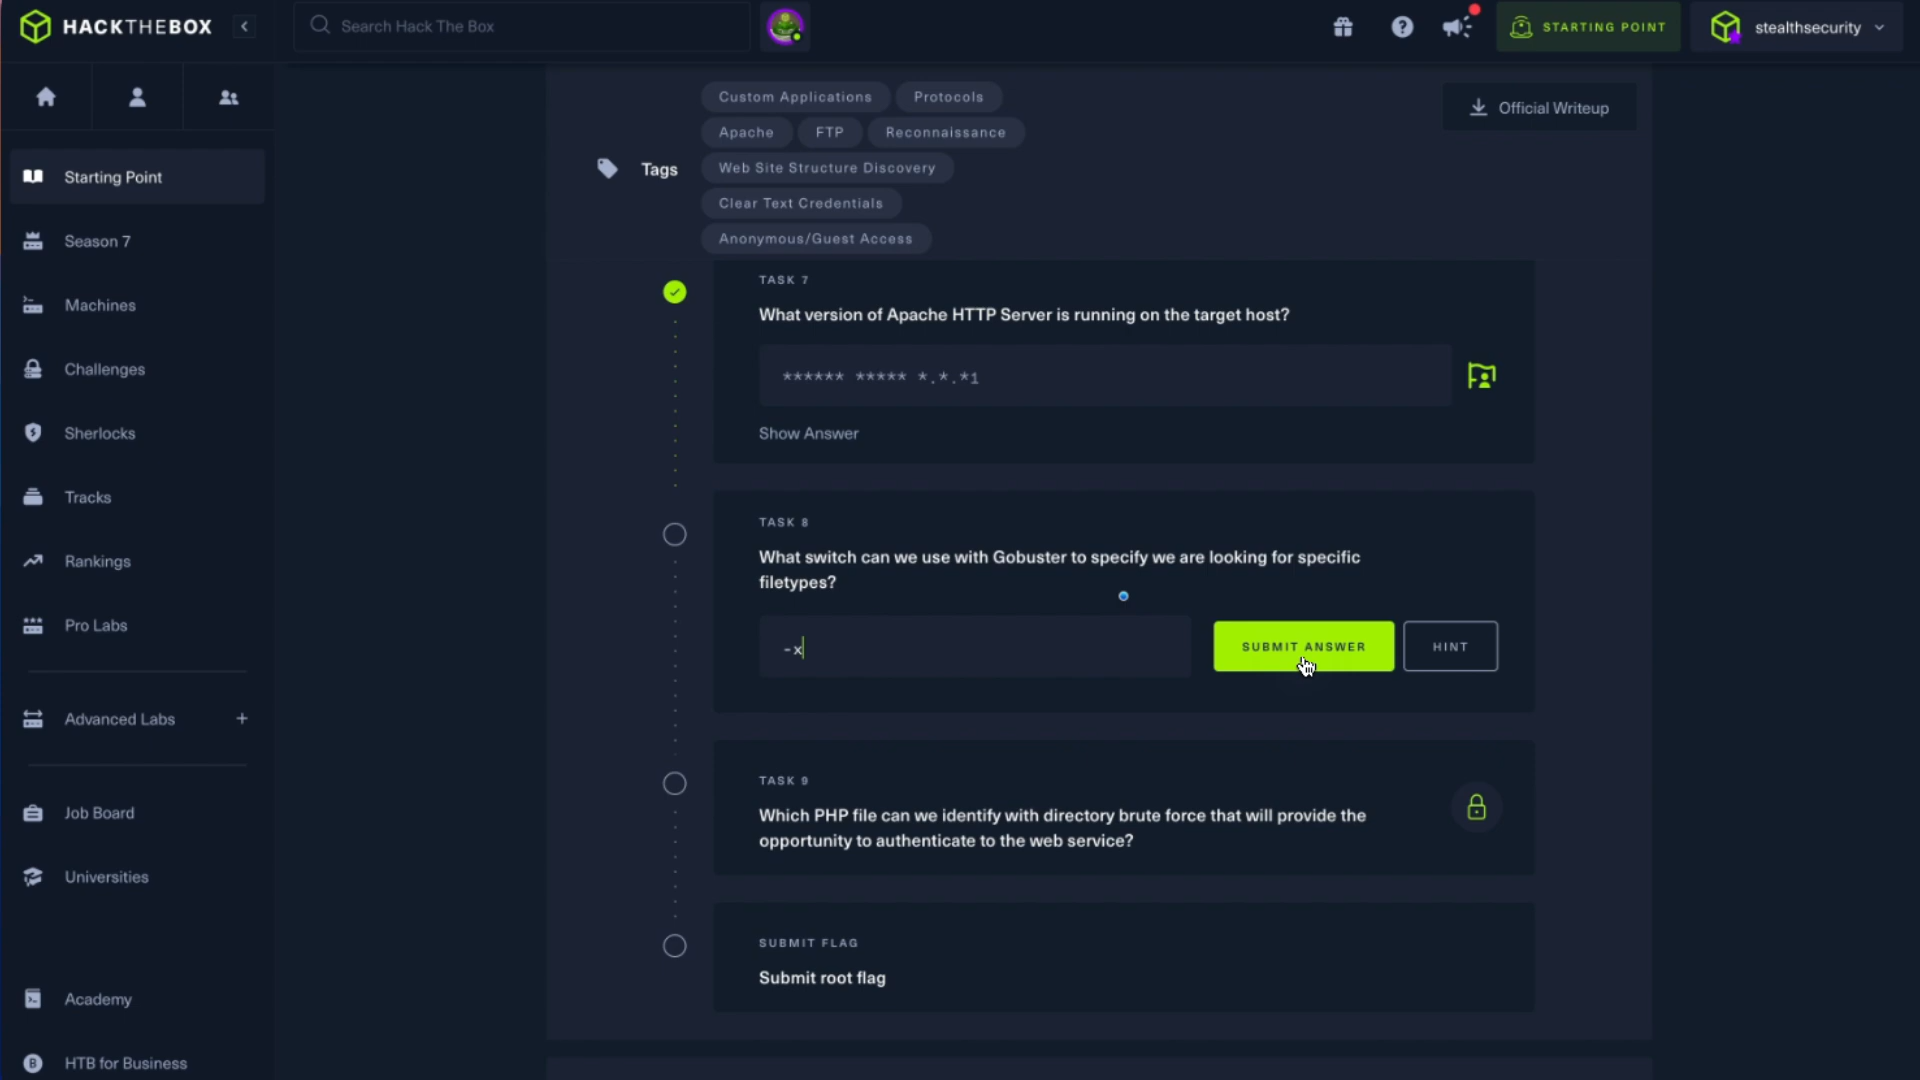 HACKTHEBOX
Search Hack The Box
STARTING POINT
stealthsecurity
Starting Point
Season 7
Machines
Challenges
Sherlocks
Tracks
Rankings
Pro Labs
Advanced Labs +
Job Board
Universities
Academy
B HTB for Business
Custom Applications
Protocols
Apache
FTP
Reconnaissance
Tags
Web Site Structure Discovery
Clear Text Credentials
Anonymous/Guest Access
Official Writeup
TASK 7
What version of Apache HTTP Server is running on the target host?
****** ***** *.*.*1
Show Answer
TASK 8
What switch can we use with Gobuster to specify we are looking for specific
filetypes?
-x
SUBMIT ANSWER
HINT
TASK 9
Which PHP file can we identify with directory brute force that will provide the
opportunity to authenticate to the web service?
SUBMIT FLAG
Submit root flag